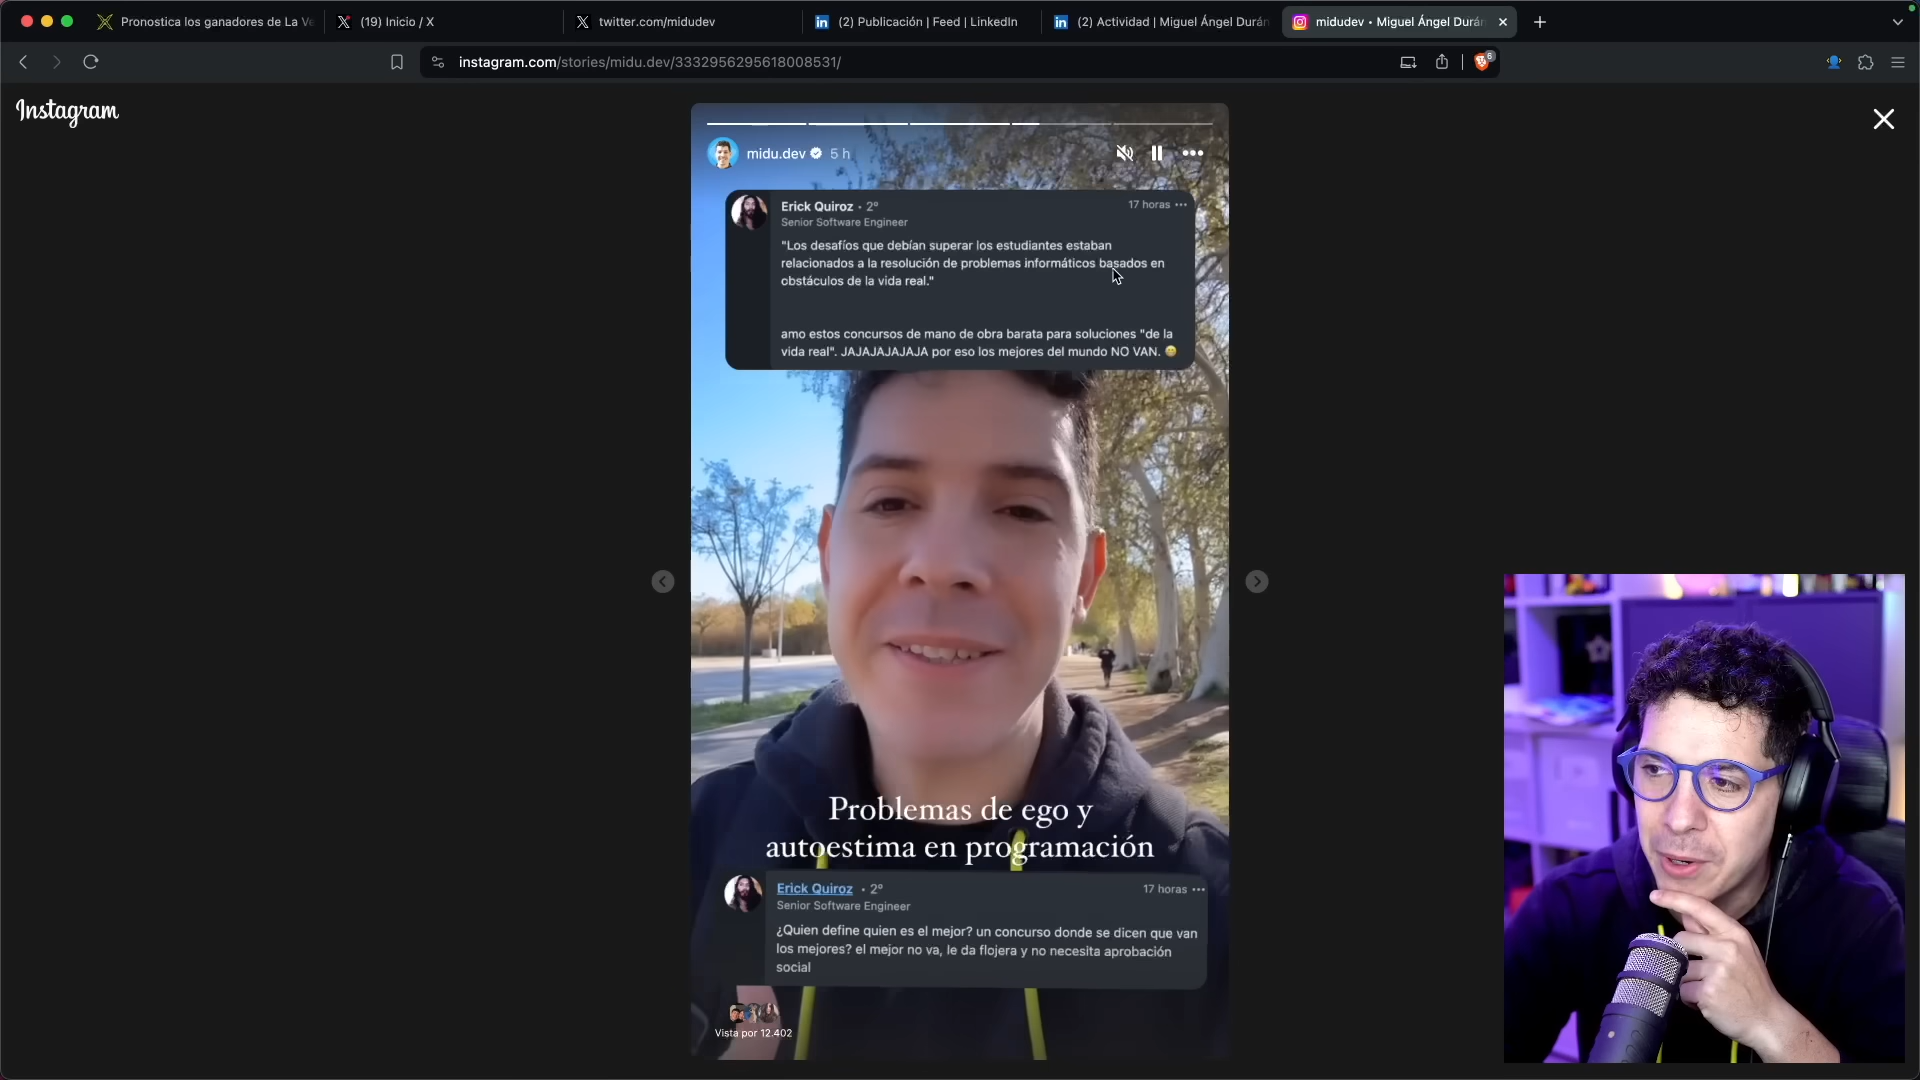 Pronostica los ganadores de La Ve
(19) Inicio / X
twitter.com/midudev
(2) Publicación | Feed | LinkedIn
(2) Actividad | Miguel Ángel Durán
midudev • Miguel Ángel Durán
instagram.com/stories/midu.dev/3332956295618008531/
6
Instagram
midu.dev 5 h
Erick Quiroz • 2º
17 horas
Senior Software Engineer
"Los desafíos que debían superar los estudiantes estaban
relacionados a la resolución de problemas informáticos basados en
obstáculos de la vida real."
amo estos concursos de mano de obra barata para soluciones "de la
vida real". JAJAJAJAJAJA por eso los mejores del mundo NO VAN. 😁
Problemas de ego y
autoestima en programación
Erick Quiroz • 2º
17 horas
Senior Software Engineer
¿Quien define quien es el mejor? un concurso donde se dicen que van
los mejores? el mejor no va, le da flojera y no necesita aprobación
social
Vista por 12.402